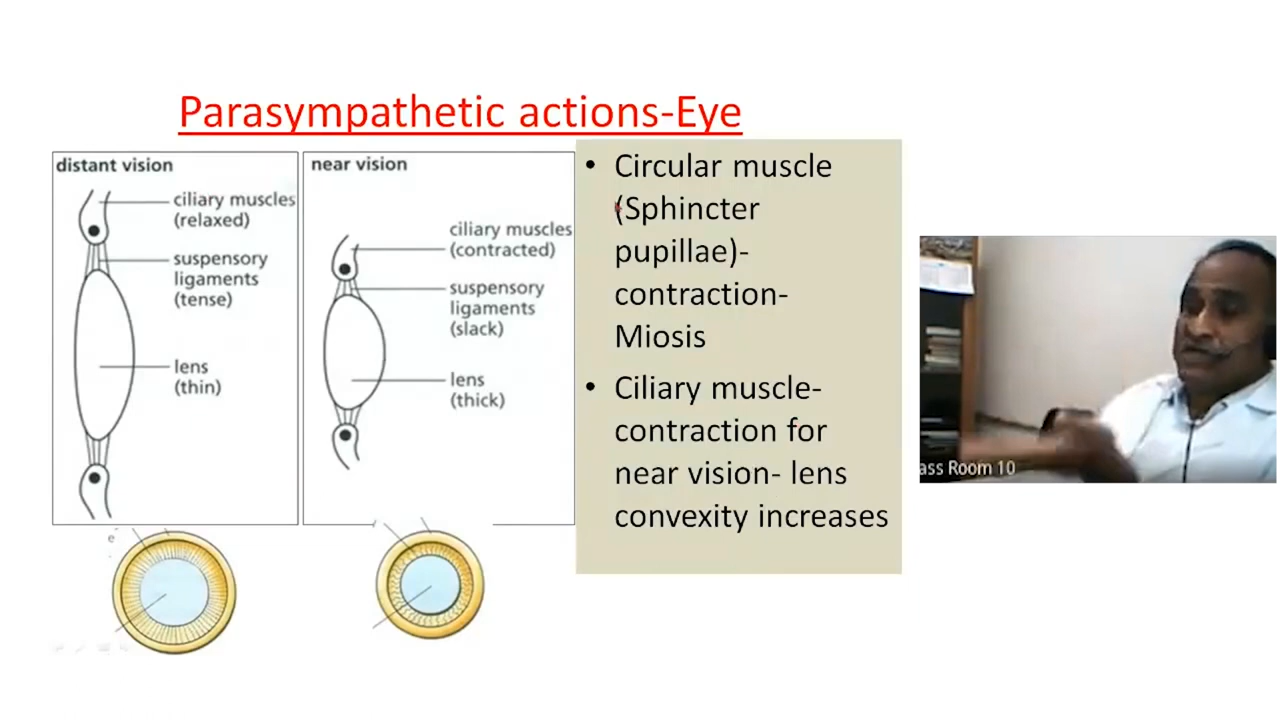 Parasympathetic actions-Eye
distant vision
ciliary muscles
(relaxed)
suspensory
ligaments
(tense)
lens
(thin)
near vision
ciliary muscles
(contracted)
suspensory
ligaments
(slack)
lens
(thick)
• Circular muscle
(Sphincter
pupillae)-
contraction-
Miosis
• Ciliary muscle-
contraction for
near vision- lens
convexity increases
ass Room 10
e